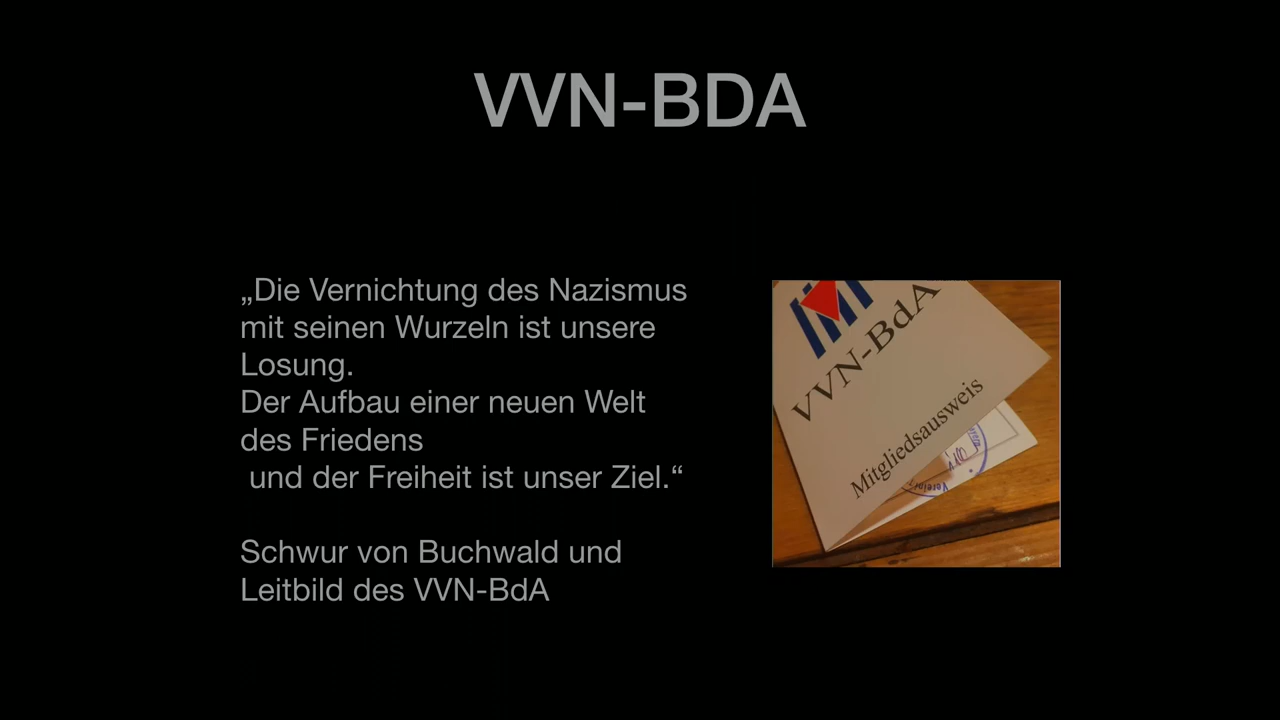 VVN-BDA
„Die Vernichtung des Nazismus
mit seinen Wurzeln ist unsere
Losung.
Der Aufbau einer neuen Welt
des Friedens
und der Freiheit ist unser Ziel.“
Schwur von Buchwald und
Leitbild des VVN-BdA
VVN-BdA
Mitgliedsausweis